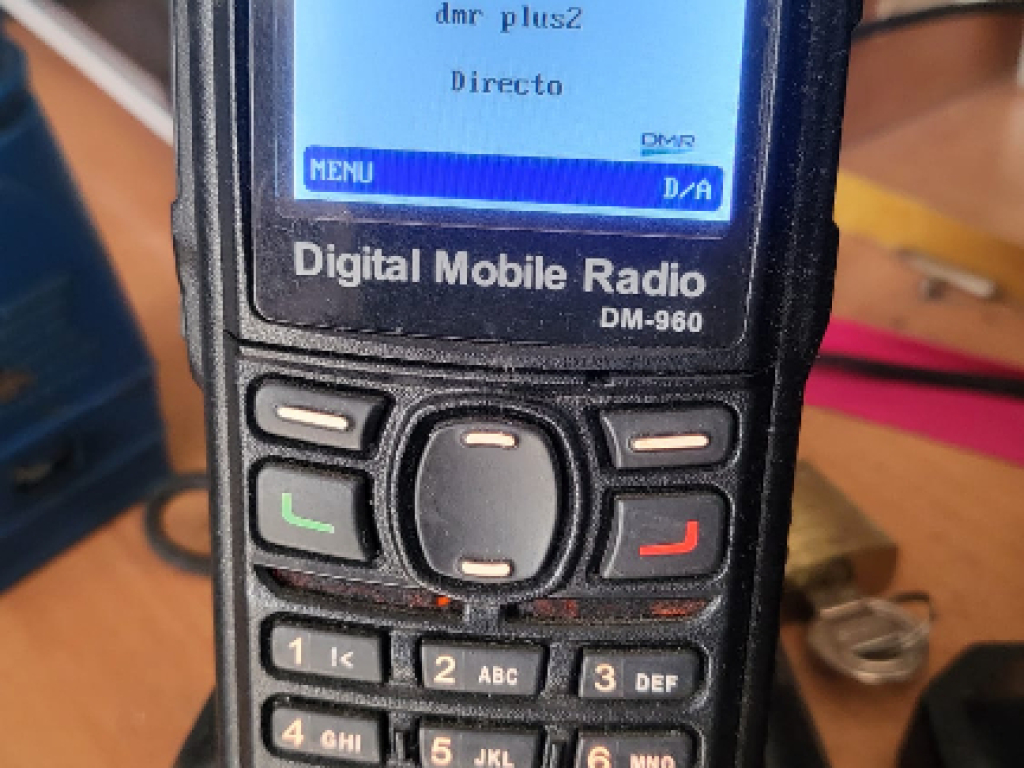 dmr plus2
Directo
DMR
MENU D/A
Digital Mobile Radio
DM-960
1 |< 2 ABC 3 DEF
4 GHI 5 JKL 6 MNO